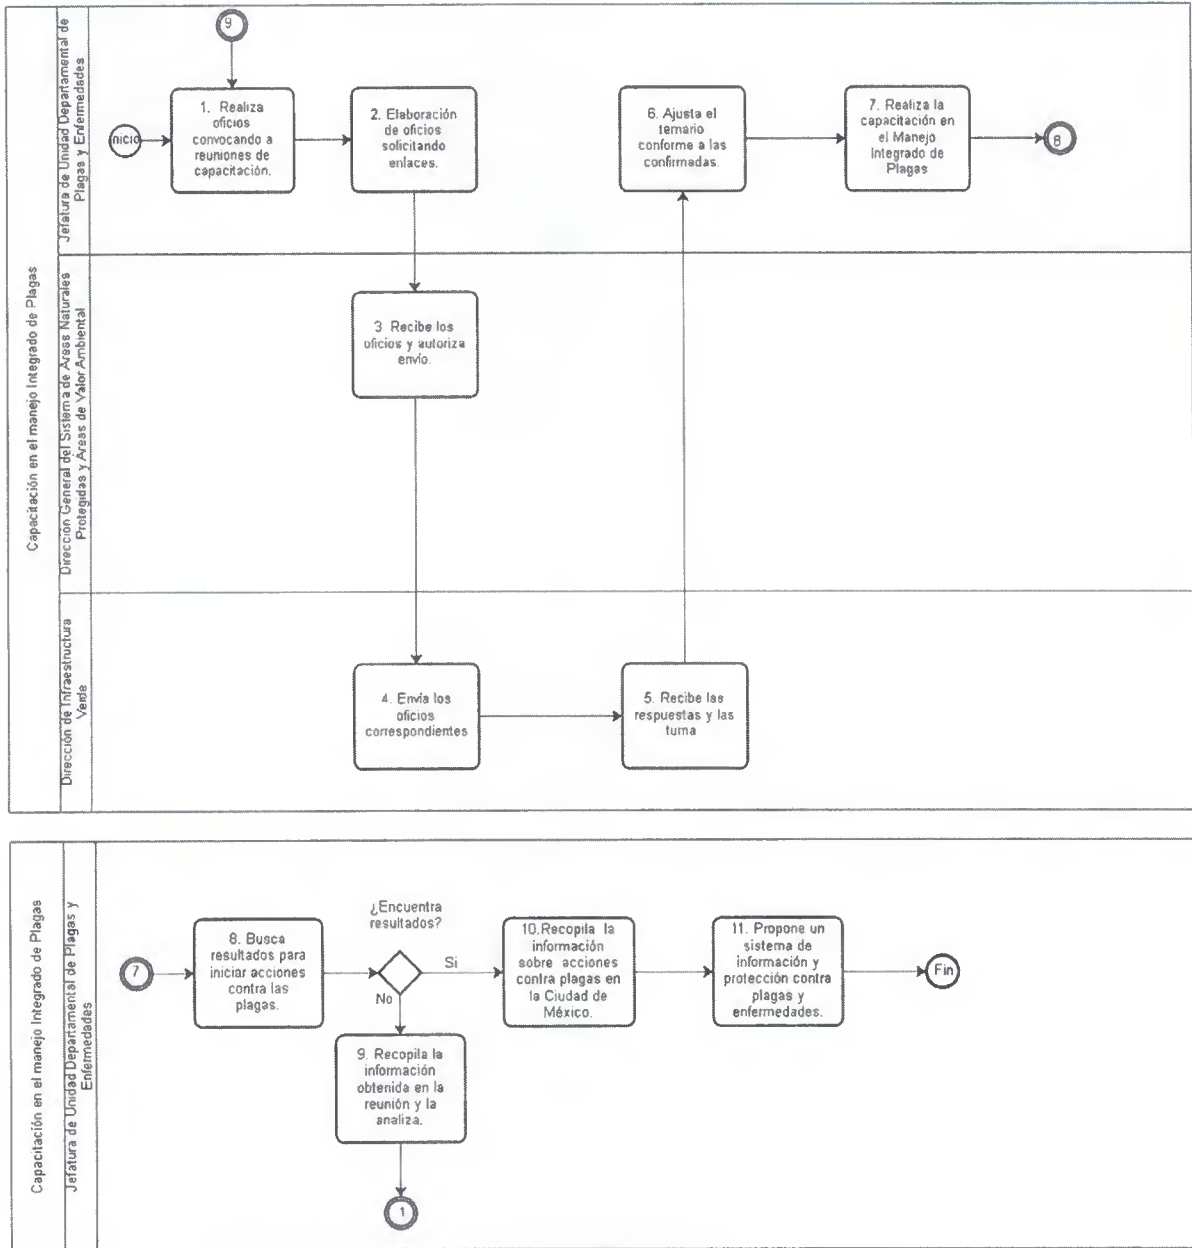 Capacitación en el manejo Integrado de Plagas
Jefatura de Unidad Departamental de
Plagas y Enfermedades
9
nicio
1. Realiza
oficios
convocando a
reuniones de
capacitación.
2. Elaboración
de oficios
solicitando
enlaces.
6. Ajusta el
temario
conforme a las
confirmadas.
7. Realiza la
capacitación en
el Manejo
Integrado de
Plagas
8
Dirección General del Sistema de Áreas Naturales
Protegidas y Áreas de Valor Ambiental
3 Recibe los
oficios y autoriza
envío.
Dirección de Infraestructura
Verde
4. Envía los
oficios
correspondientes
5. Recibe las
respuestas y las
turna
Capacitación en el manejo Integrado de Plagas
Jefatura de Unidad Departamental de Plagas y
Enfermedades
7
8. Busca
resultados para
iniciar acciones
contra las
plagas.
¿Encuentra
resultados?
Si
No
10.Recopila la
información
sobre acciones
contra plagas en
la Ciudad de
México.
11. Propone un
sistema de
información y
protección contra
plagas y
enfermedades.
Fin
9. Recopila la
información
obtenida en la
reunión y la
analiza.
1